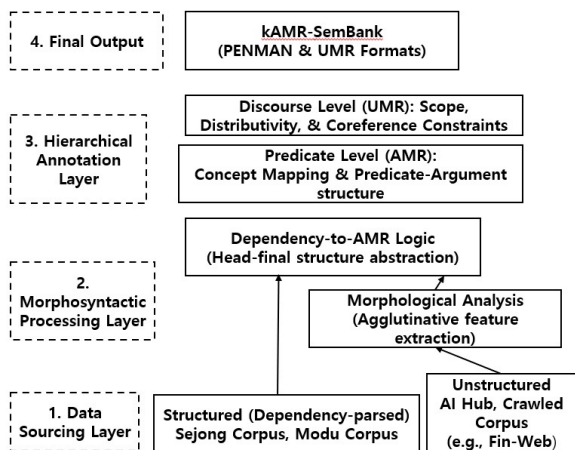 4. Final Output
kAMR-SemBank
(PENMAN & UMR Formats)
3. Hierarchical
Annotation
Layer
Discourse Level (UMR): Scope,
Distributivity, & Coreference Constraints
Predicate Level (AMR):
Concept Mapping & Predicate-Argument
structure
2.
Morphosyntactic
Processing Layer
Dependency-to-AMR Logic
(Head-final structure abstraction)
Morphological Analysis
(Agglutinative feature
extraction)
1. Data
Sourcing Layer
Structured (Dependency-parsed)
Sejong Corpus, Modu Corpus
Unstructured
AI Hub, Crawled
Corpus
(e.g., Fin-Web)